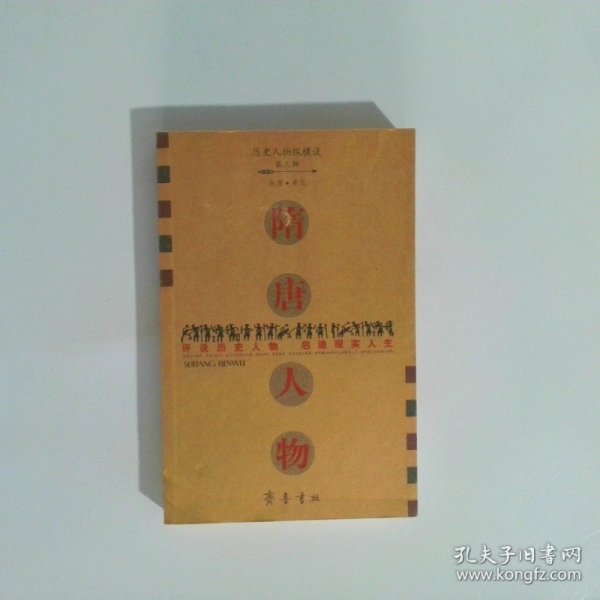 历史人物纵横谈
第三辑
主编
隋
唐
人
物
评说历史人物 启迪现实人生
SUITANG RENWU
齐鲁书社
孔夫子旧书网
www.kongfz.com